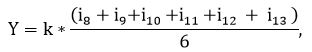 Y = k * (i₈ + i₉+i₁₀ +i₁₁ +i₁₂ + i₁₃ ) / 6,